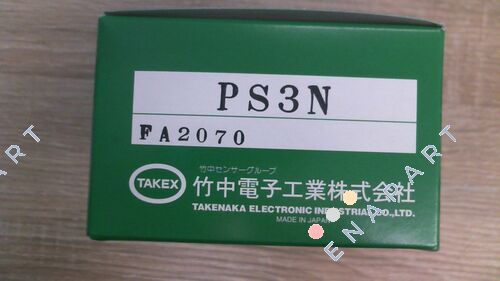 PS3N
FA2070
竹中センサーグループ
TAKEX 竹中電子工業株式会社
TAKENAKA ELECTRONIC INDUSTRIAL CO.,LTD.
MADE IN JAPAN
ENAPART